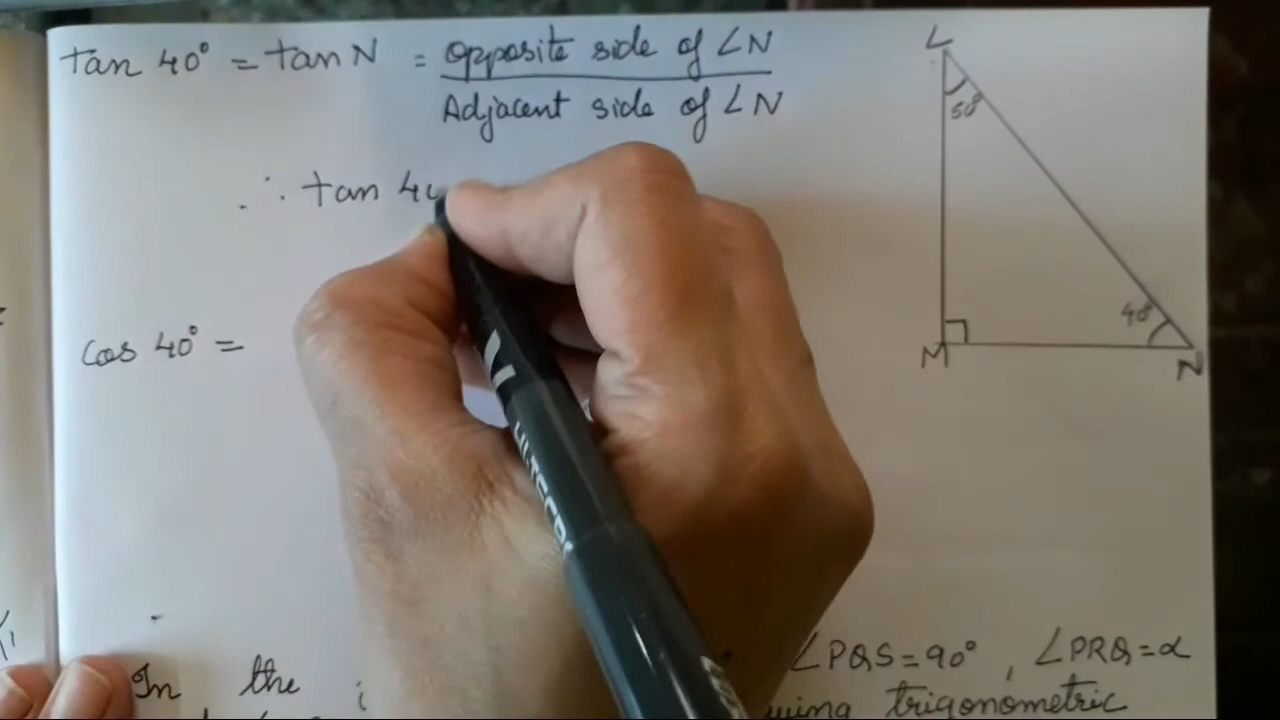 tan 40° = tan N = Opposite side of ∠N
Adjacent side of ∠N
∴ tan 4
cos 40° =
L
50°
40°
M
N
In the
∠PQS=90° , ∠PRQ=α
using trigonometric